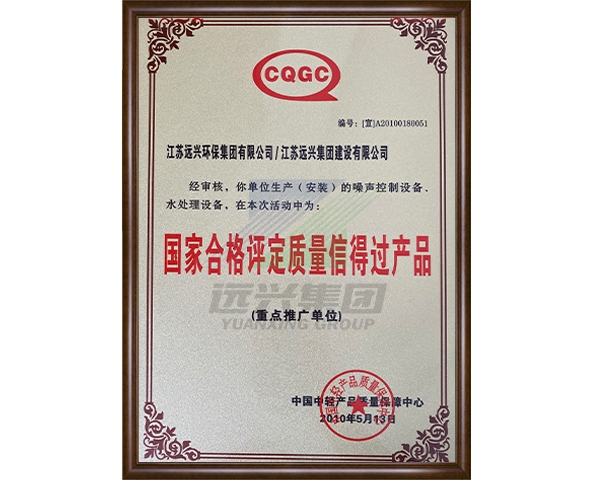 CQGC
编号：[宜]A20100180051
江苏远兴环保集团有限公司/江苏远兴集团建设有限公司
经审核，你单位生产（安装）的噪声控制设备、
水处理设备，在本次活动中为：
国家合格评定质量信得过产品
远兴集团
YUANXING GROUP
(重点推广单位)
中国中轻产品质量保障中心
2010年5月13日